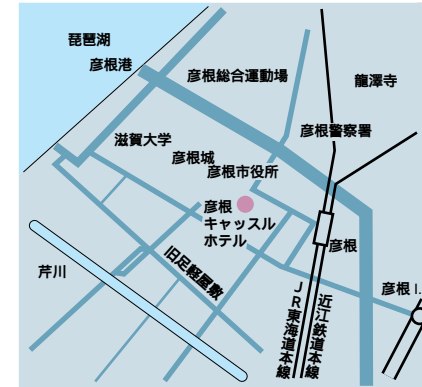 琵琶湖
彦根港
彦根総合運動場
龍澤寺
彦根警察署
滋賀大学
彦根城
彦根市役所
彦根
キャッスル
ホテル
彦根
旧足軽屋敷
芹川
彦根I.
近江鉄道本線
JR東海道本線